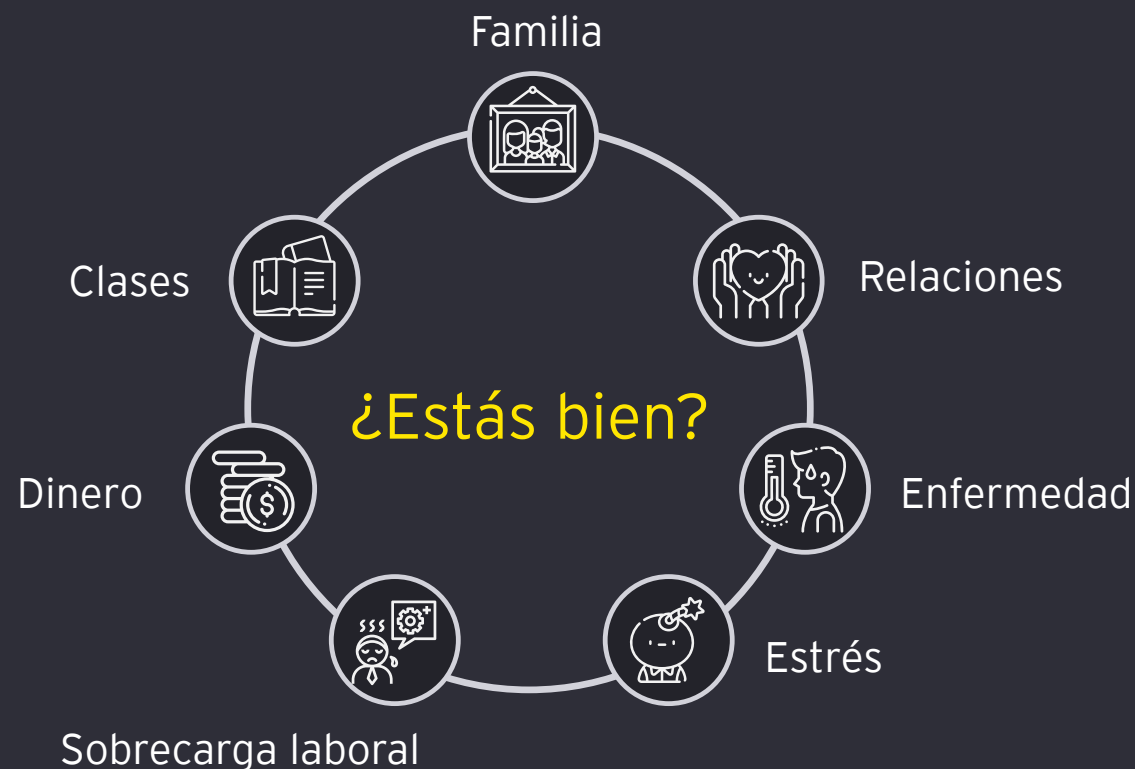 Familia
Clases
Relaciones
¿Estás bien?
Dinero
Enfermedad
$
Estrés
Sobrecarga laboral